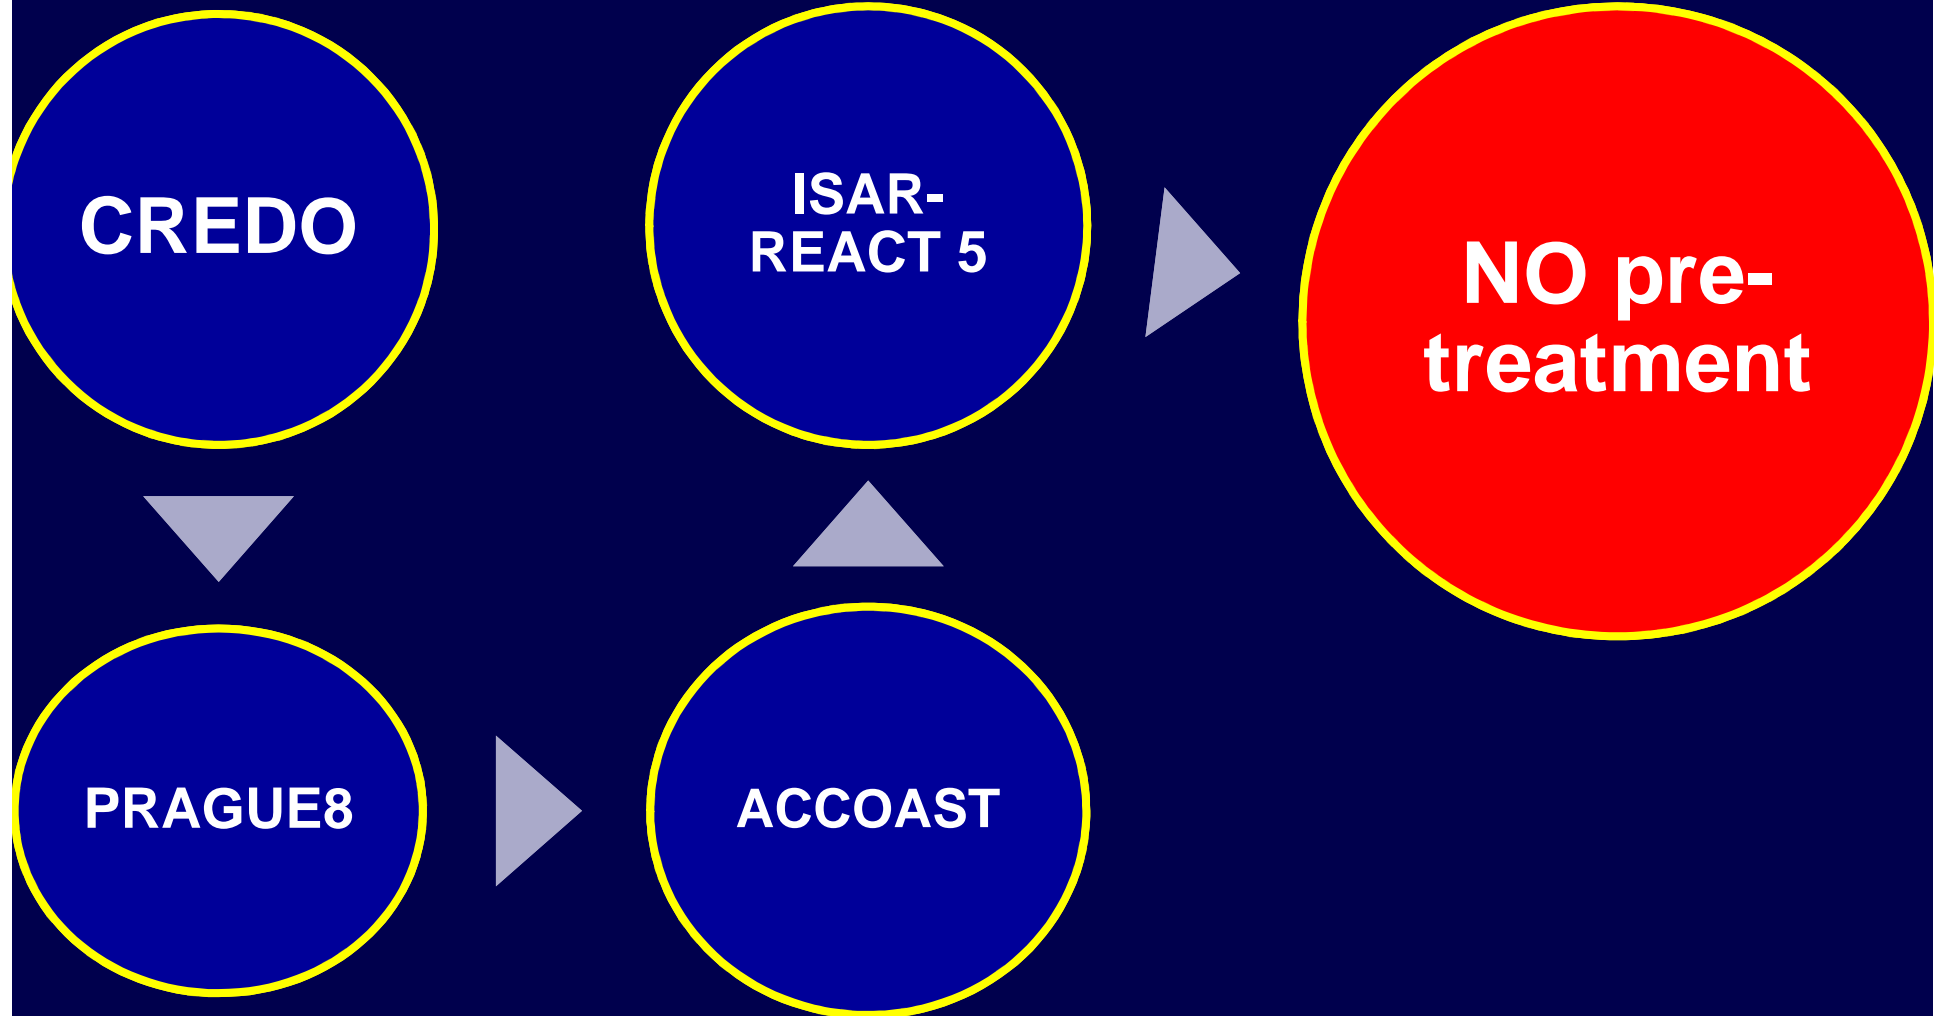 CREDO
PRAGUE8
ACCOAST
ISAR-
REACT 5
NO pre-
treatment